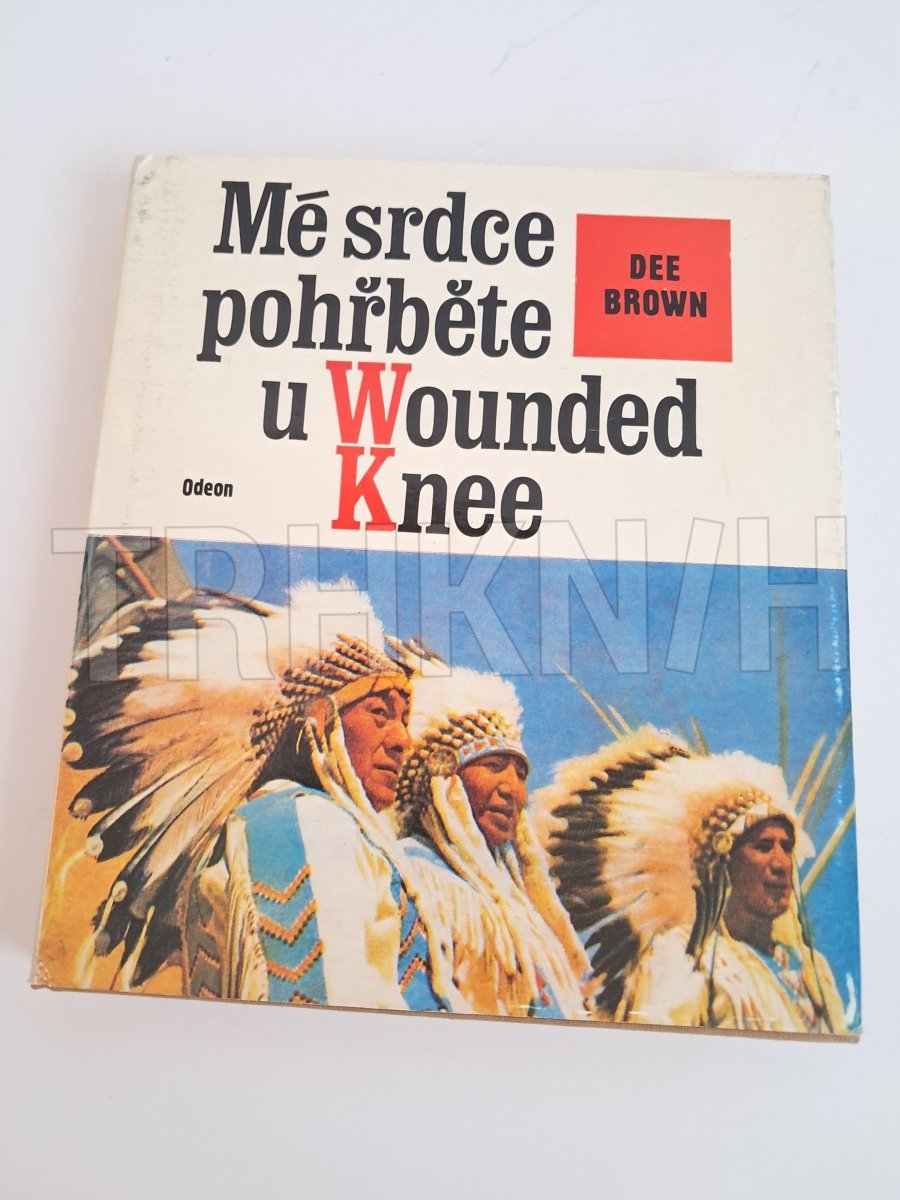 Mé srdce
pohřběte
u Wounded
Knee
DEE
BROWN
Odeon
TRHKNIH